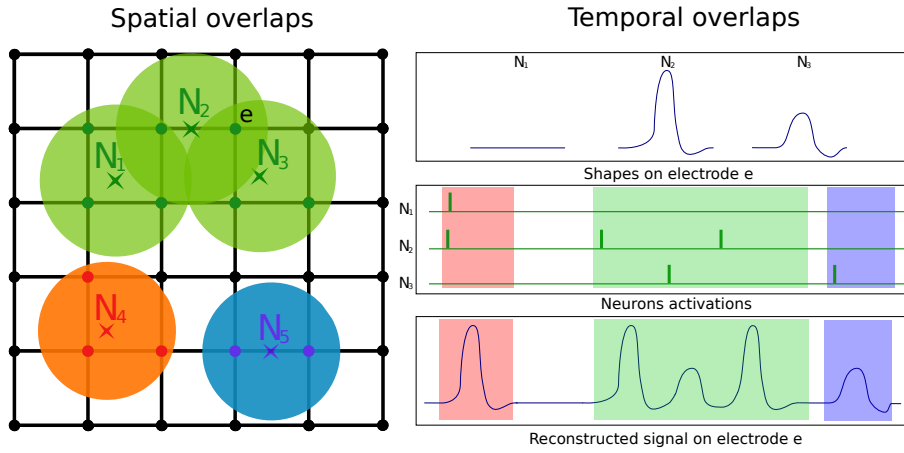 Spatial overlaps
N2
e
N1
N3
N4
N5
Temporal overlaps
N1 N2 N3
Shapes on electrode e
N1
N2
N3
Neurons activations
Reconstructed signal on electrode e